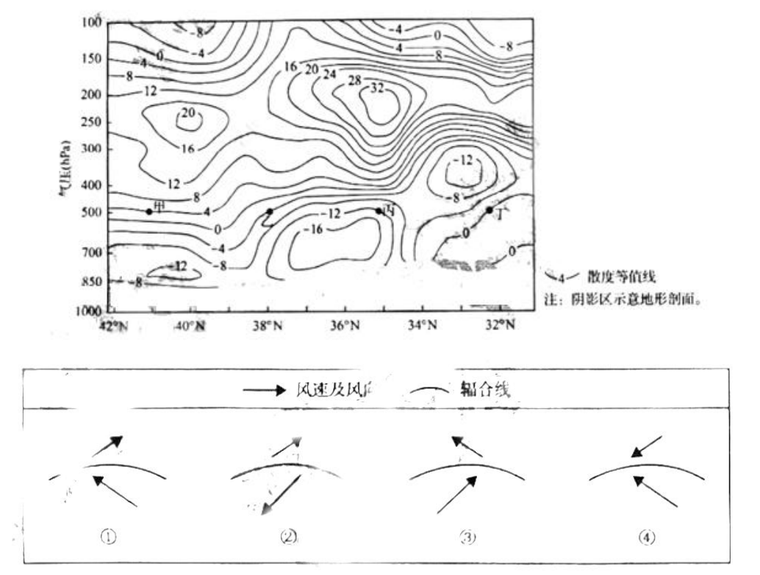 100
150
200
250
300
400
500
700
850
1000
气压(hPa)
42°N
40°N
38°N
36°N
34°N
32°N
-8
-4
0
-4
8
12
20
16
12
8
4
0
-4
-8
-12
-8
16
20
24
28
32
-4
0
4
8
-8
-12
-8
-12
-16
0
0
甲
乙
丙
丁
-4 散度等值线
注：阴影区示意地形剖面。
风速及风向 辐合线
① ② ③ ④